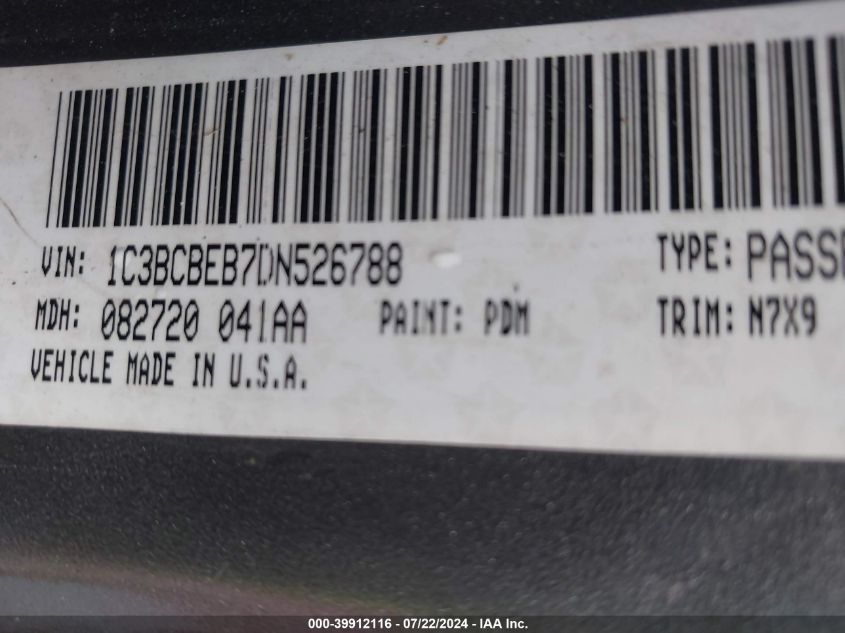 VIN: 1C3BCBEB7DN526788 TYPE: PASSE
MDH: 082720 041AA PAINT: PDM TRIM: N7X9
VEHICLE MADE IN U.S.A.
000-39912116 - 07/22/2024 - IAA Inc.